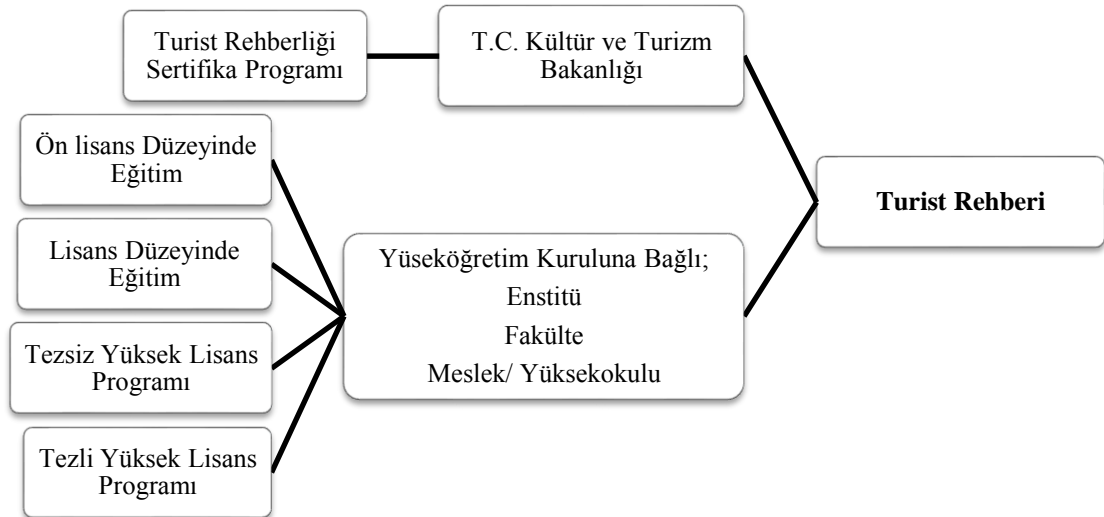 Turist Rehberliği
Sertifika Programı
T.C. Kültür ve Turizm
Bakanlığı
Ön lisans Düzeyinde
Eğitim
Lisans Düzeyinde
Eğitim
Tezsiz Yüksek Lisans
Programı
Tezli Yüksek Lisans
Programı
Yüseköğretim Kuruluna Bağlı;
Enstitü
Fakülte
Meslek/ Yüksekokulu
Turist Rehberi